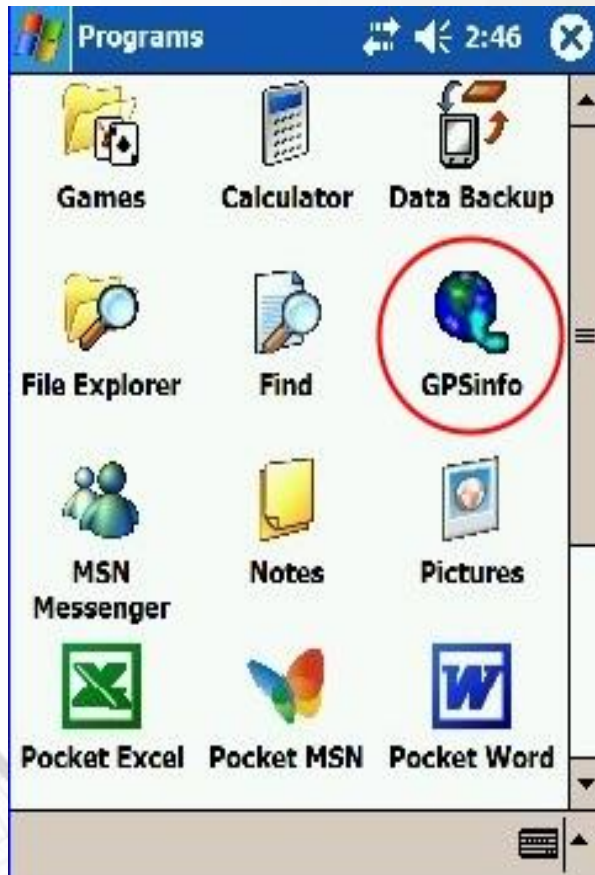 Programs 2:46
Games Calculator Data Backup
File Explorer Find GPSinfo
MSN Notes Pictures
Messenger
Pocket Excel Pocket MSN Pocket Word